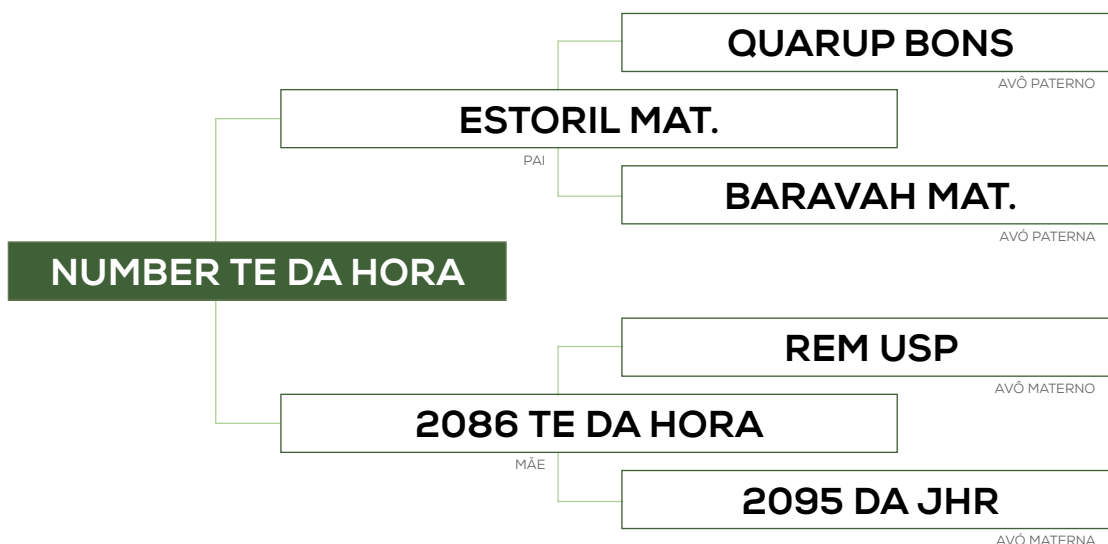 QUARUP BONS
AVÔ PATERNO
ESTORIL MAT.
PAI
BARAVAH MAT.
AVÓ PATERNA
NUMBER TE DA HORA
REM USP
AVÔ MATERNO
2086 TE DA HORA
MÃE
2095 DA JHR
AVÓ MATERNA